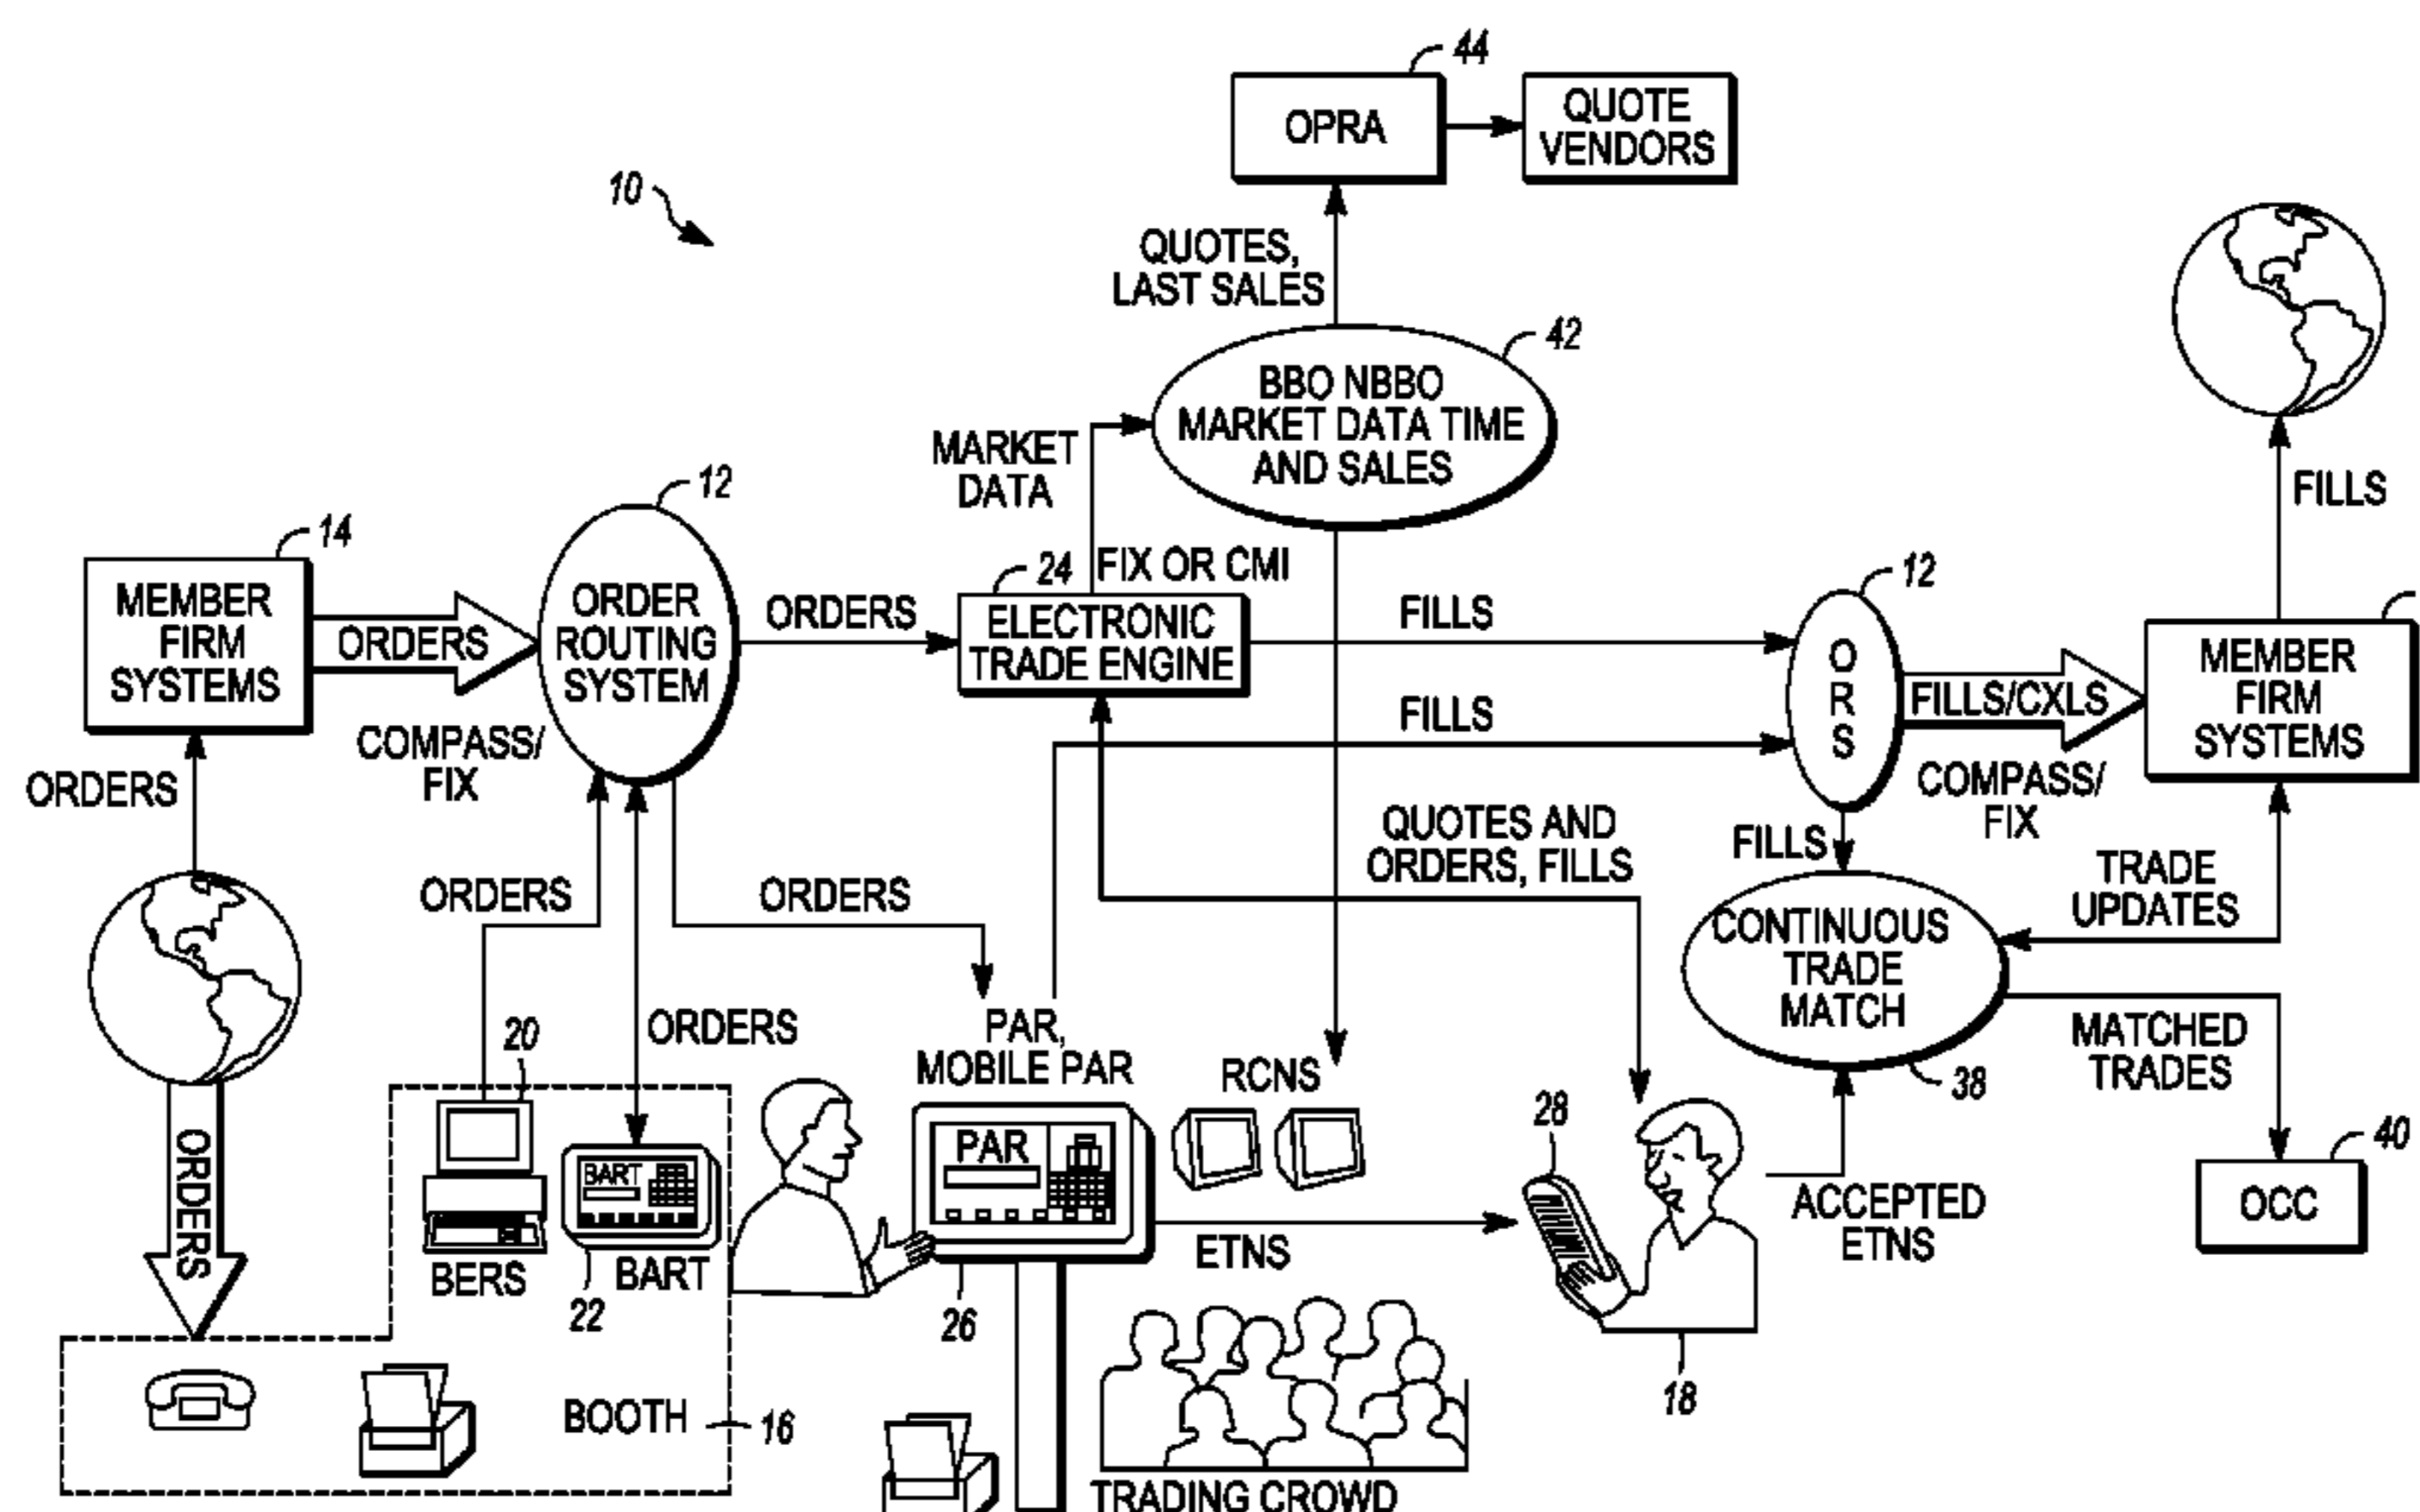 44
OPRA
QUOTE
VENDORS
10
QUOTES,
LAST SALES
42
BBO NBBO
MARKET DATA TIME
AND SALES
MARKET
DATA
FILLS
12
14
MEMBER
FIRM
SYSTEMS
ORDERS
ORDER
ROUTING
SYSTEM
COMPASS/
FIX
ORDERS
24
FIX OR CMI
ELECTRONIC
TRADE ENGINE
FILLS
FILLS
12
O
R
S
FILLS/CXLS
COMPASS/
FIX
MEMBER
FIRM
SYSTEMS
ORDERS
ORDERS
ORDERS
ORDERS
QUOTES AND
ORDERS, FILLS
FILLS
TRADE
UPDATES
CONTINUOUS
TRADE
MATCH
38
MATCHED
TRADES
40
OCC
ORDERS
20
BERS
BART
22
BART
PAR,
MOBILE PAR
PAR
26
RCNS
ETNS
28
18
ACCEPTED
ETNS
BOOTH
16
TRADING CROWD